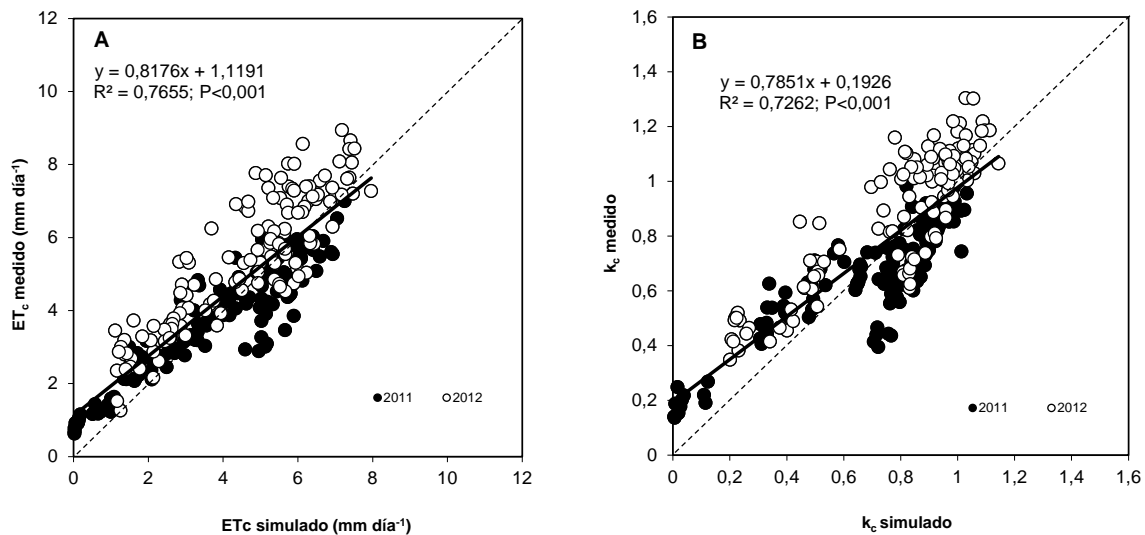 A
y = 0,8176x + 1,1191
R² = 0,7655; P<0,001
12
10
8
6
4
2
0
ET_c medido (mm día⁻¹)
2011
2012
0 2 4 6 8 10 12
ETc simulado (mm día⁻¹)
B
y = 0,7851x + 0,1926
R² = 0,7262; P<0,001
1,6
1,4
1,2
1
0,8
0,6
0,4
0,2
0
k_c medido
2011
2012
0 0,2 0,4 0,6 0,8 1 1,2 1,4 1,6
k_c simulado